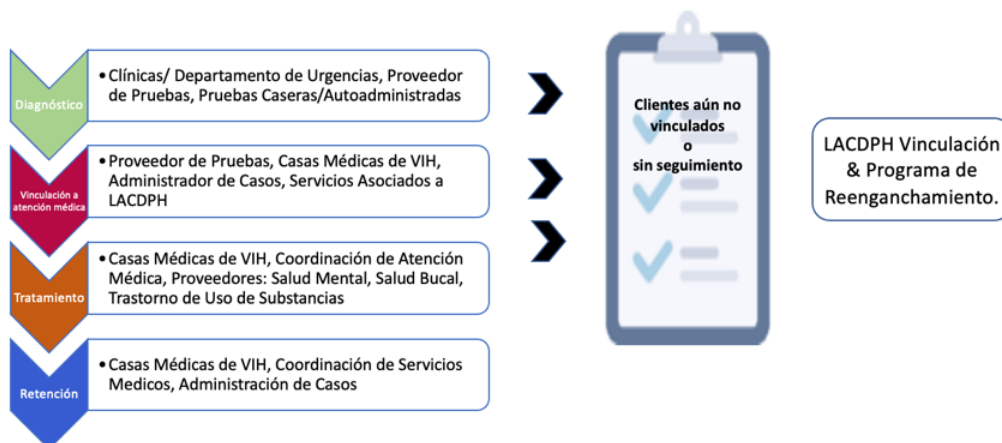 Diagnóstico
• Clínicas/ Departamento de Urgencias, Proveedor
de Pruebas, Pruebas Caseras/Autoadministradas
Vinculación a
atención médica
• Proveedor de Pruebas, Casas Médicas de VIH,
Administrador de Casos, Servicios Asociados a
LACDPH
Tratamiento
• Casas Médicas de VIH, Coordinación de Atención
Médica, Proveedores: Salud Mental, Salud Bucal,
Trastorno de Uso de Substancias
Retención
• Casas Médicas de VIH, Coordinación de Servicios
Medicos, Administración de Casos
Clientes aún no
vinculados
o
sin seguimiento
LACDPH Vinculación
& Programa de
Reenganchamiento.